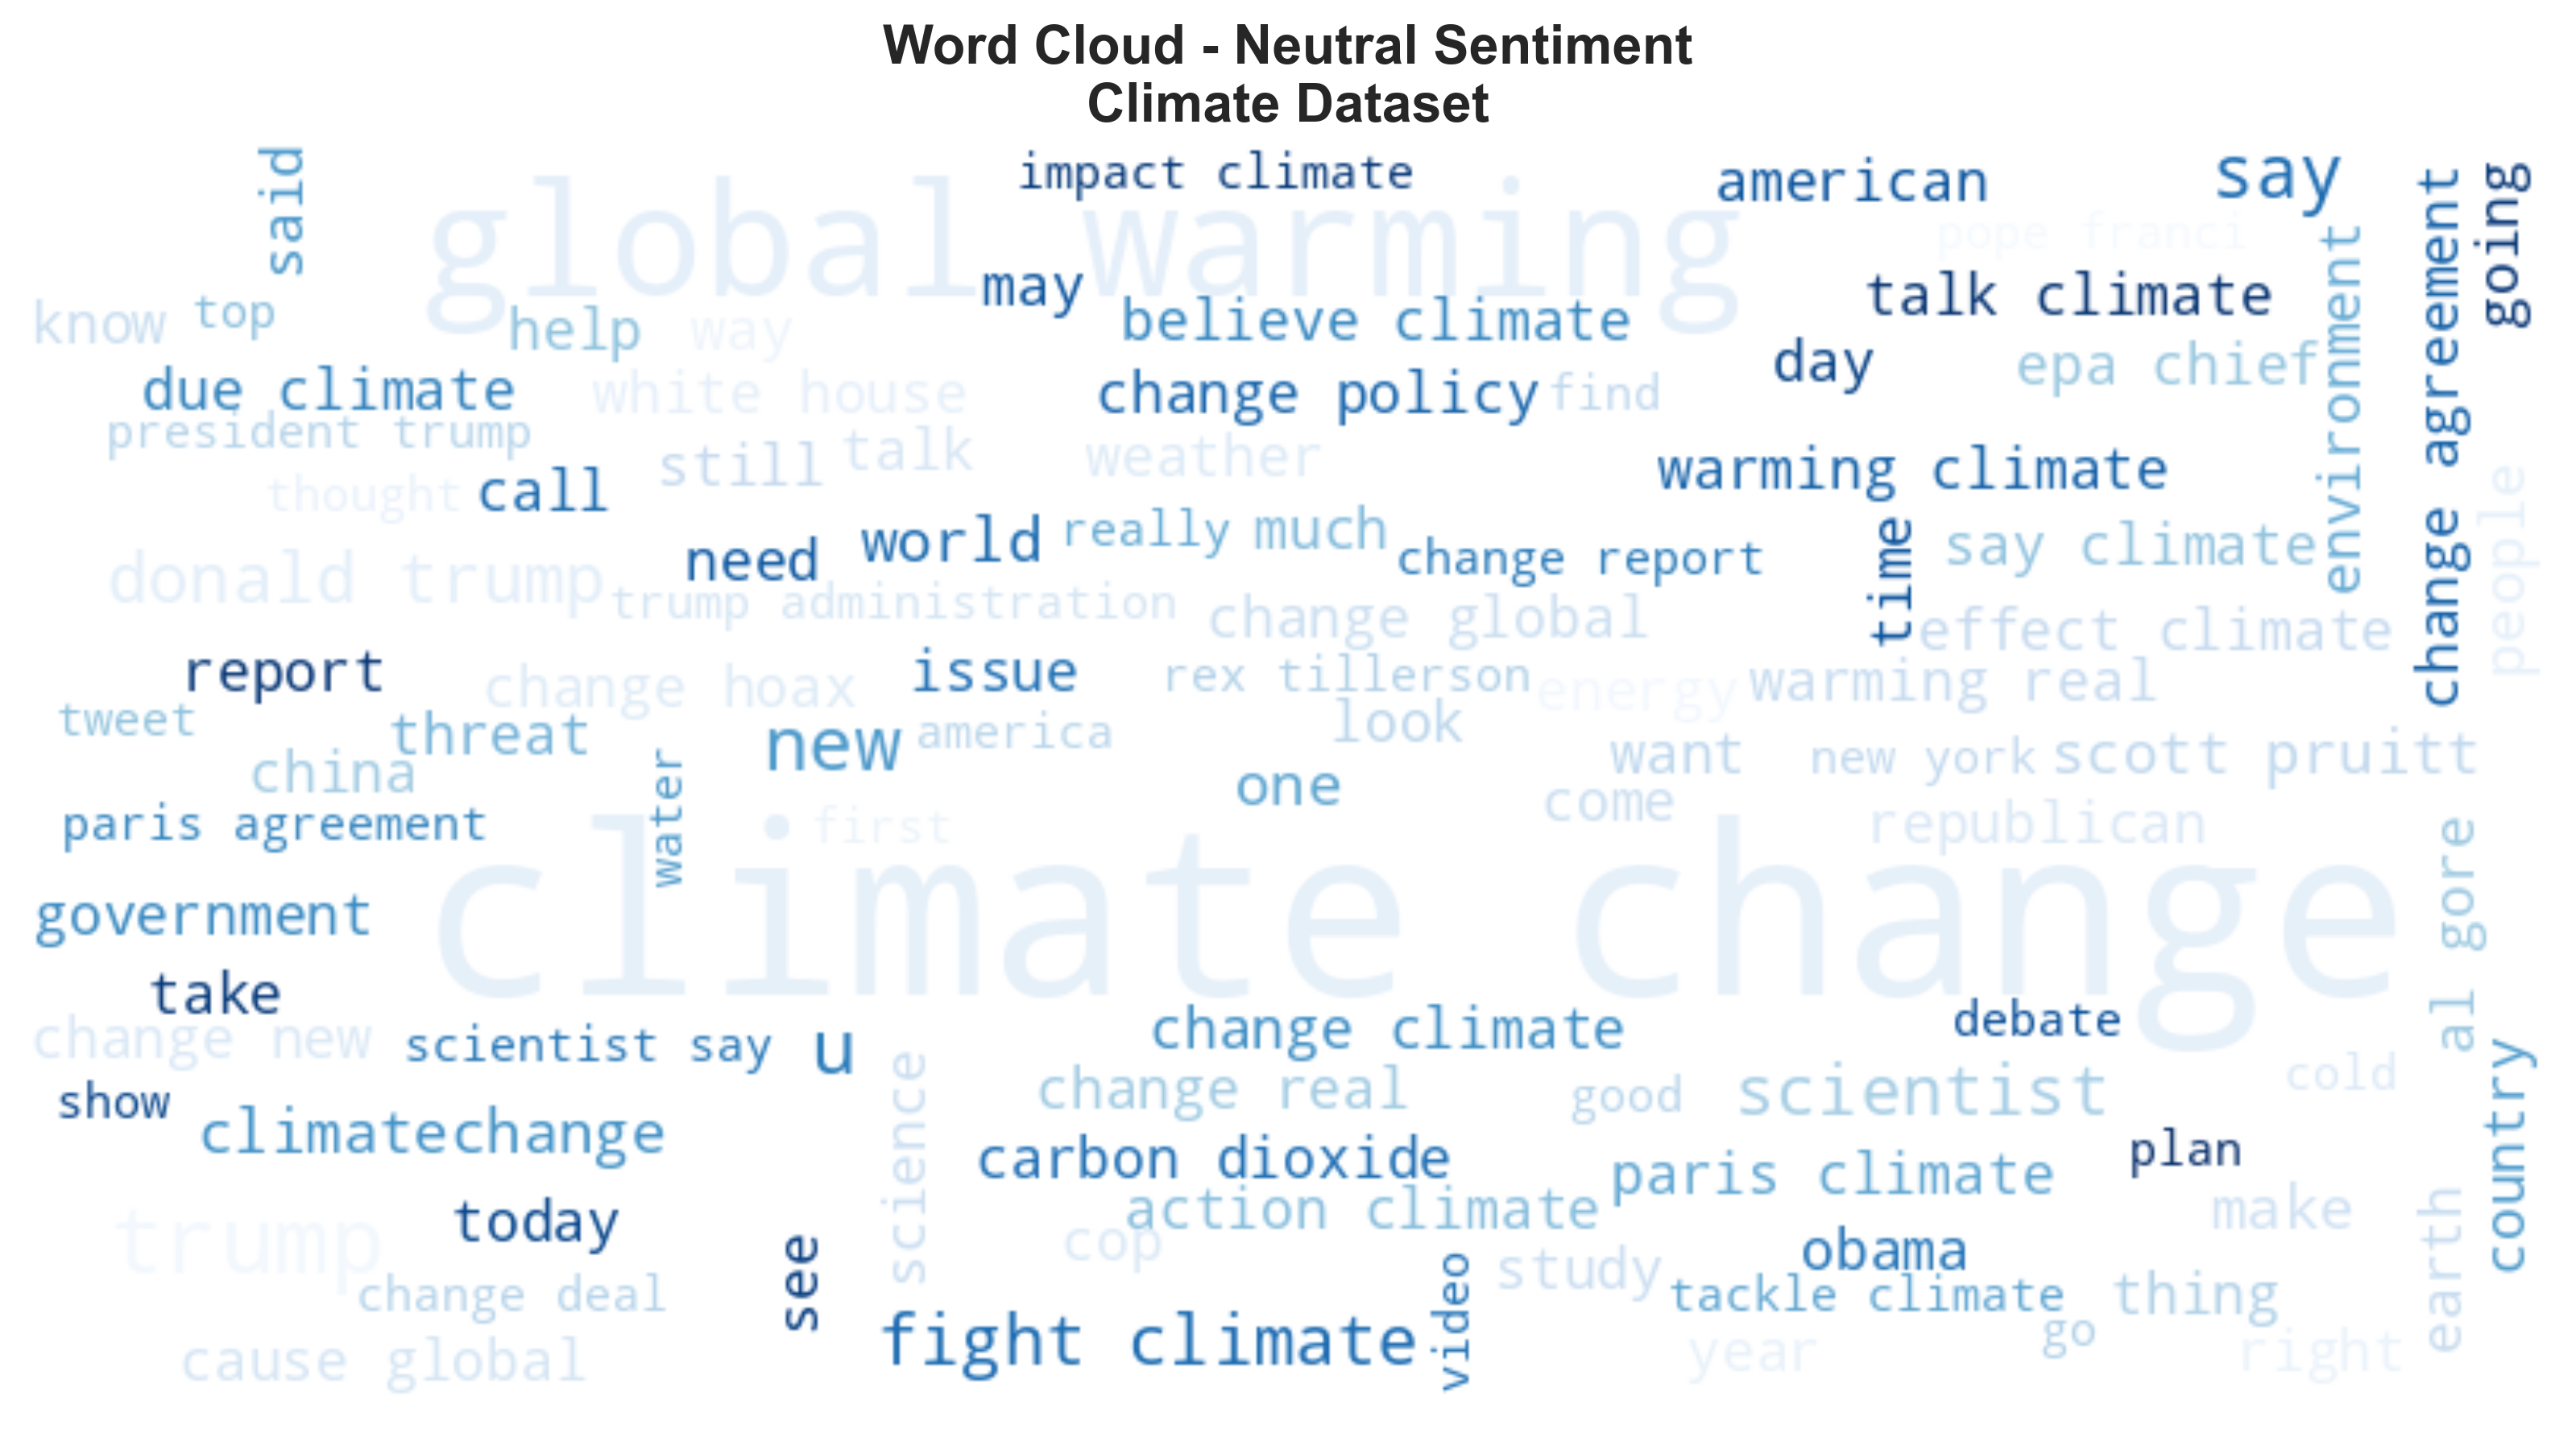 Word Cloud - Neutral Sentiment
Climate Dataset
said
impact climate
american
say
going
global warming
pope franci
change agreement
environment
may
talk climate
know
top
help
way
believe climate
day
epa chief
due climate
white house
change policy
find
president trump
still
talk
weather
warming climate
thought
call
people
need
world
really
much
change report
time
say climate
donald trump
trump administration
change global
effect climate
report
change hoax
issue
rex tillerson
energy
warming real
tweet
threat
new
america
look
want
new york
scott pruitt
china
water
one
come
paris agreement
first
republican
al gore
government
climate change
take
change new
scientist say
u
change climate
debate
cold
country
show
climatechange
science
change real
good
scientist
carbon dioxide
paris climate
plan
trump
today
see
cop
action climate
obama
make
earth
change deal
video
study
tackle climate
thing
cause global
fight climate
year
go
right